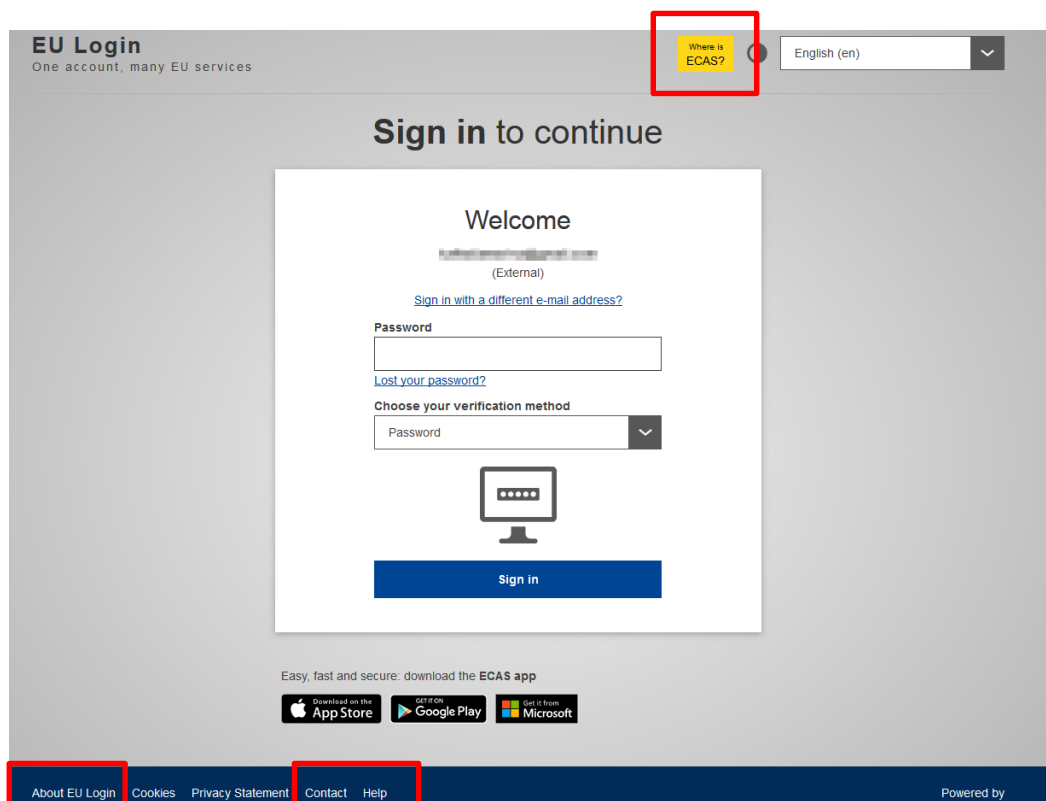 EU Login
One account, many EU services
Where is
ECAS?
English (en)
Sign in to continue
Welcome
(External)
Sign in with a different e-mail address?
Password
Lost your password?
Choose your verification method
Password
Sign in
Easy, fast and secure: download the ECAS app
Download on the
App Store
GET IT ON
Google Play
Get it from
Microsoft
About EU Login
Cookies
Privacy Statement
Contact
Help
Powered by